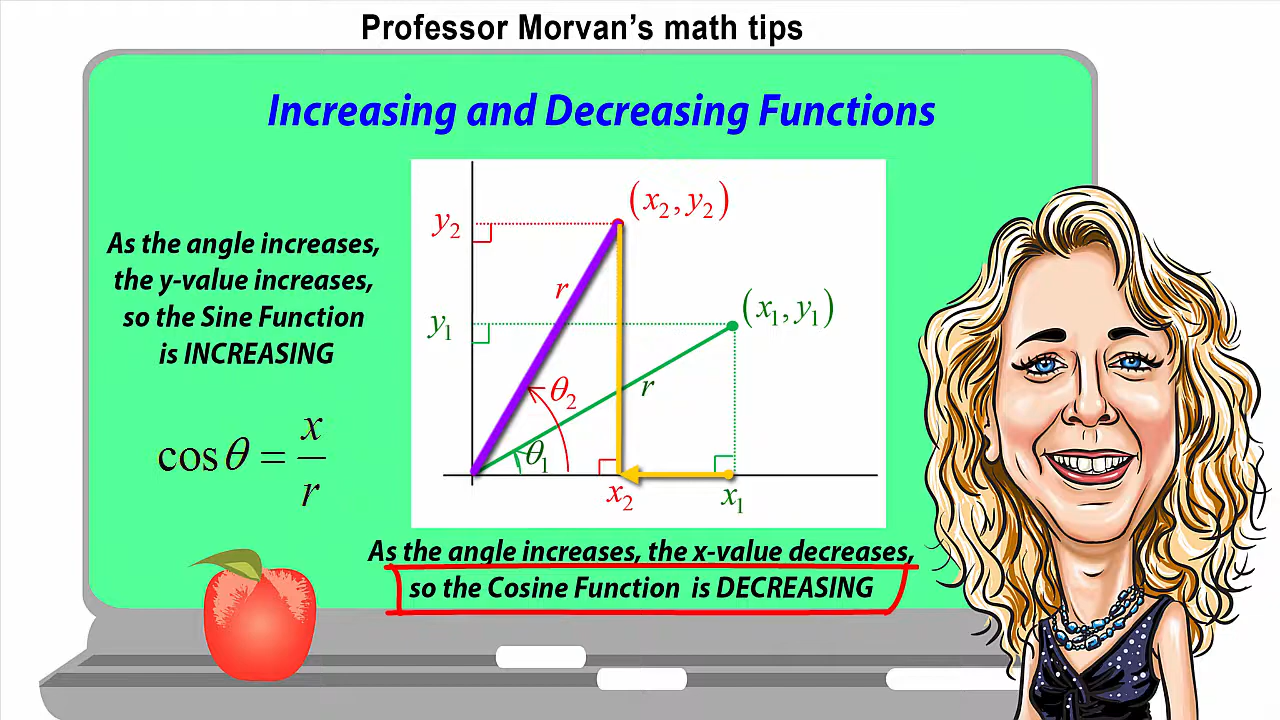 Professor Morvan's math tips
Increasing and Decreasing Functions
As the angle increases,
the y-value increases,
so the Sine Function
is INCREASING
cos θ = x/r
y₂
(x₂, y₂)
r
y₁
(x₁, y₁)
θ₂
r
θ₁
x₂
x₁
As the angle increases, the x-value decreases,
so the Cosine Function is DECREASING